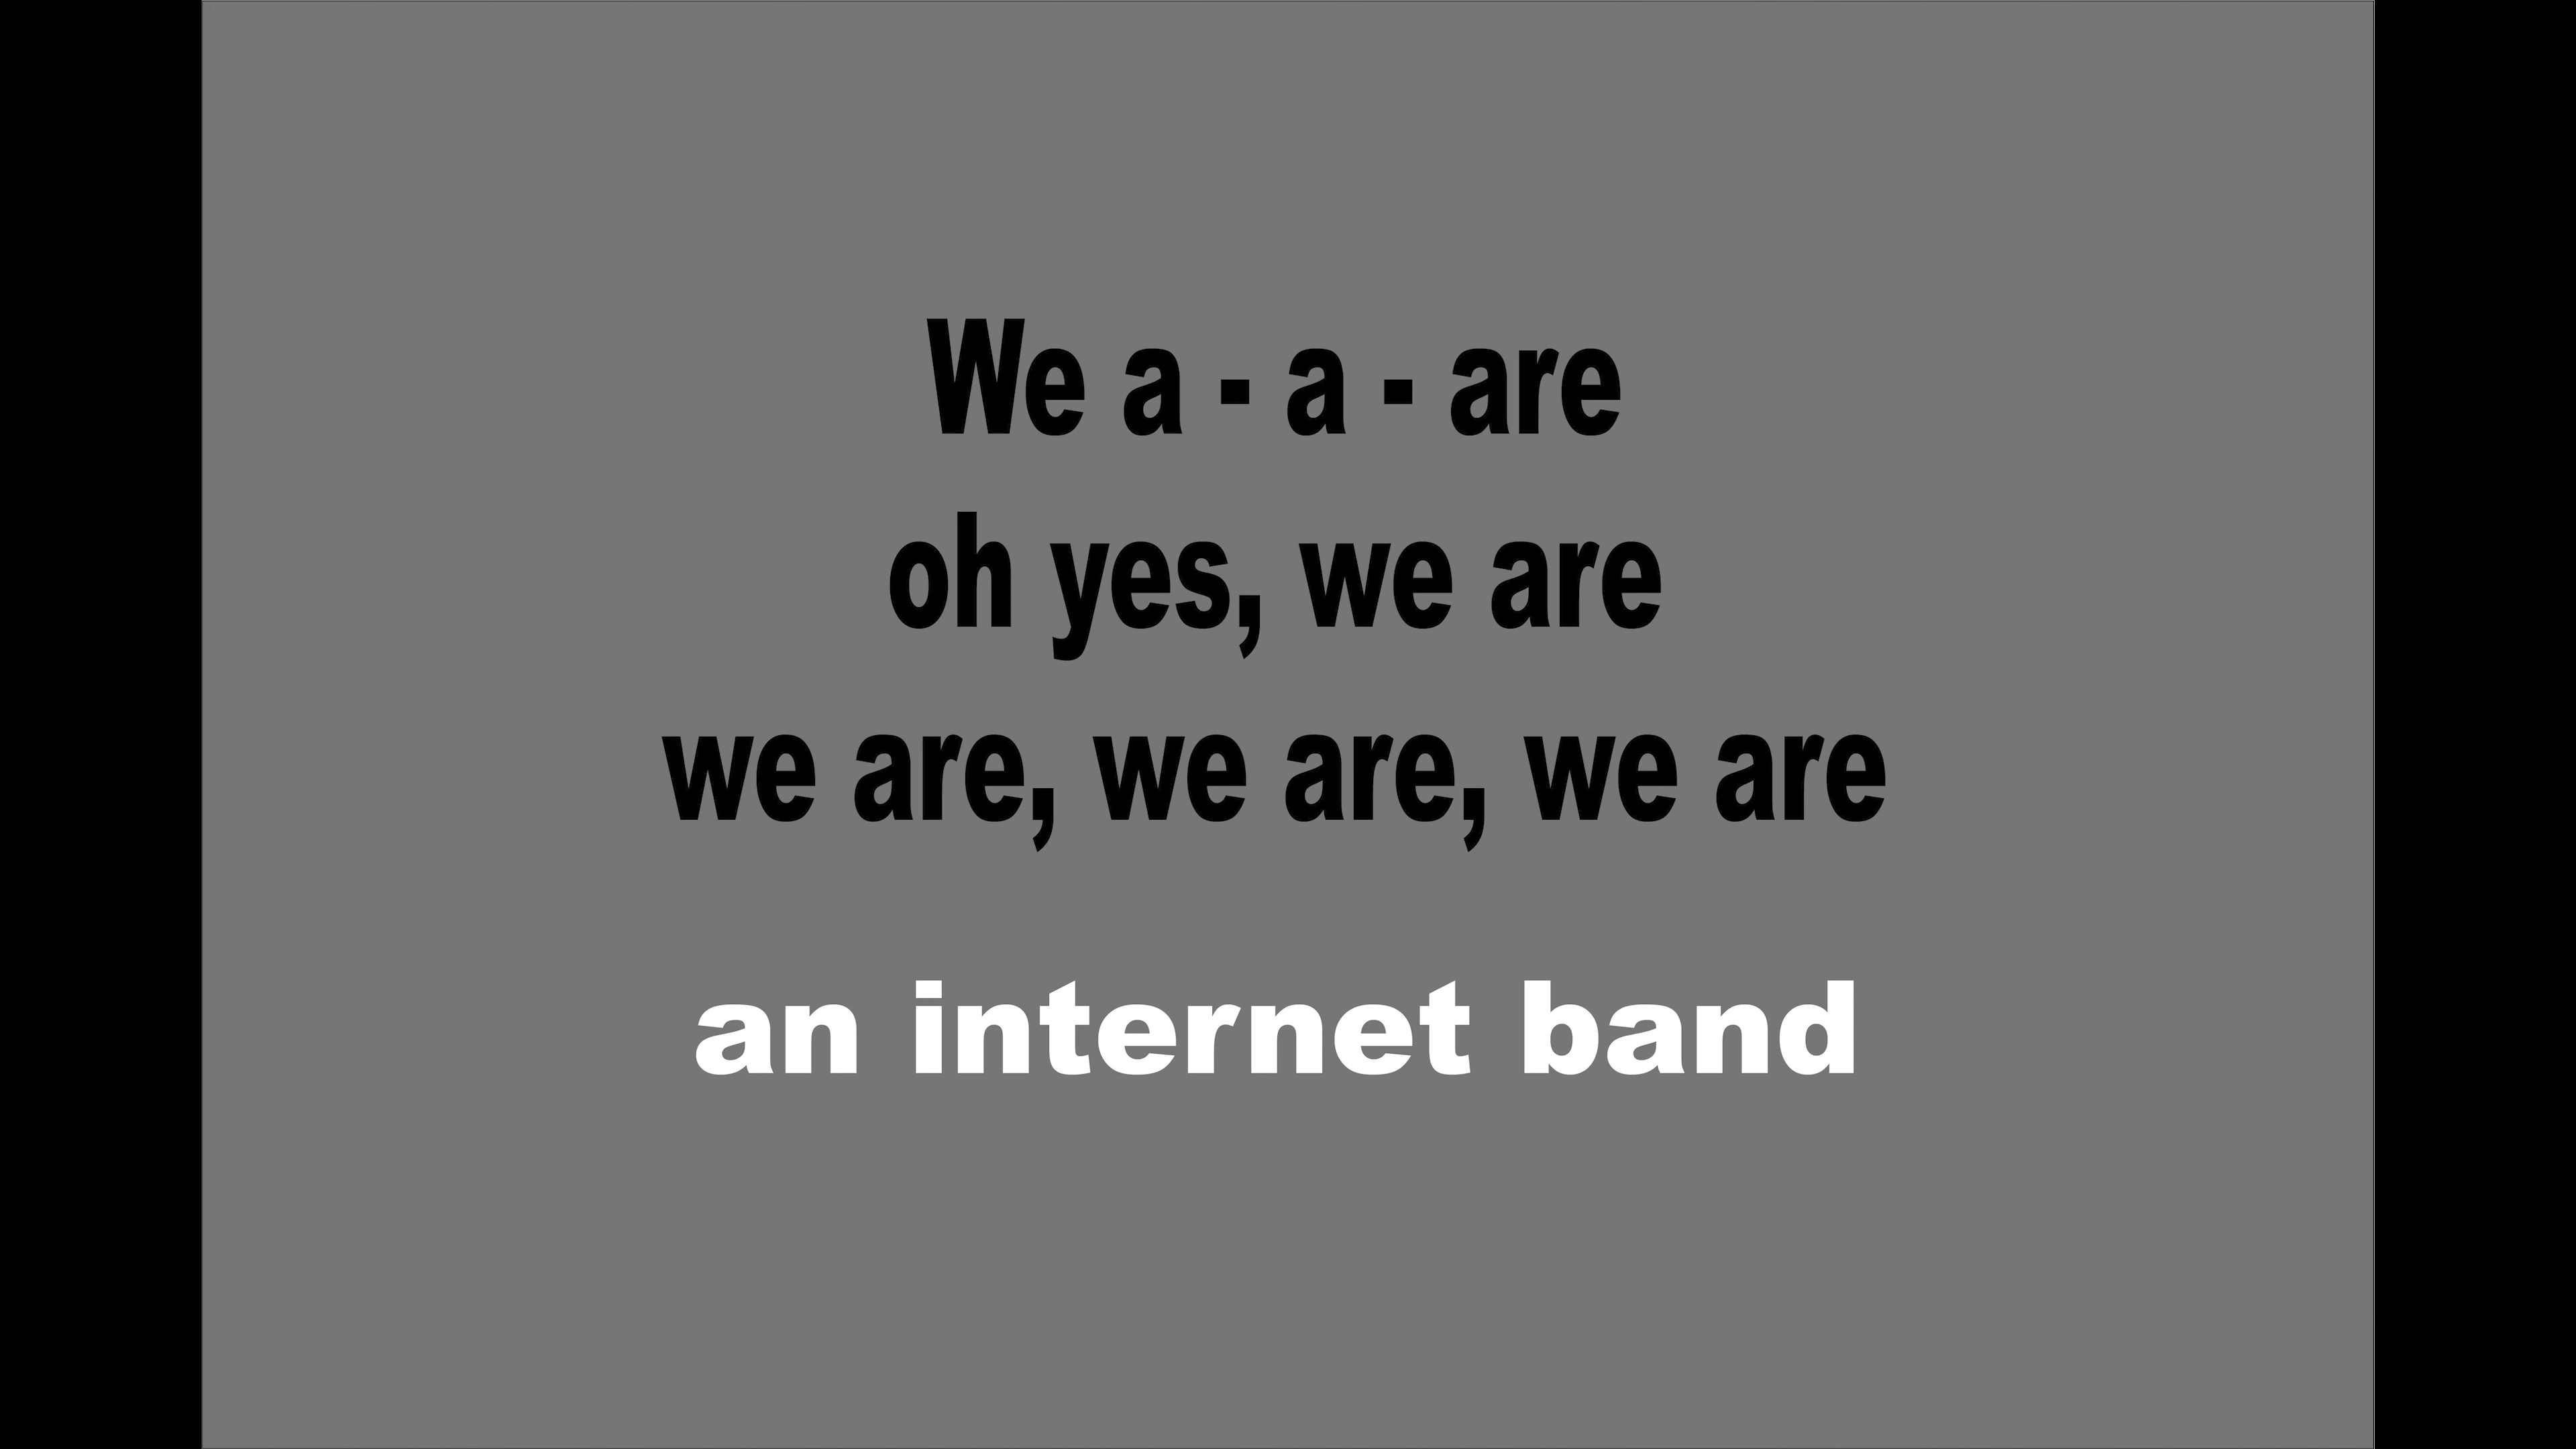 We a - a - are
oh yes, we are
we are, we are, we are
an internet band